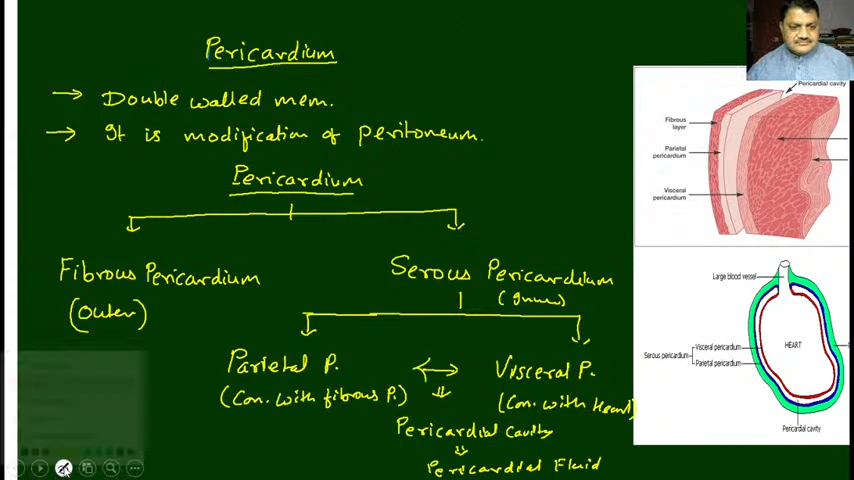 Pericardium
→ Double walled mem.
→ It is modification of peritoneum.
Pericardium
Fibrous Pericardium
(Outer)
Serous Pericardium
(Inner)
Parietal P.
(Con. with fibrous P.)
Visceral P.
(Con. with Heart)
Pericardial Cavity
Pericardial Fluid
Pericardial cavity
Fibrous
layer
Parietal
pericardium
Visceral
pericardium
Large blood vessel
HEART
Serous pericardium
Visceral pericardium
Parietal pericardium
Pericardial cavity